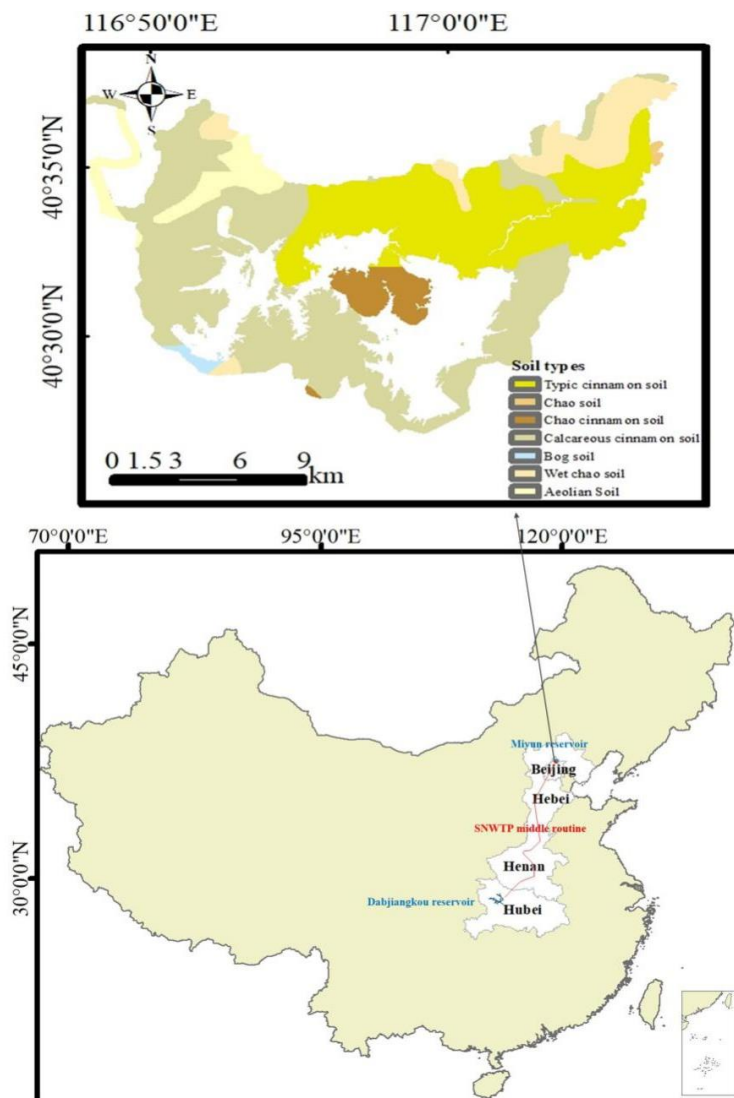 116°50'0"E 117°0'0"E
N
W E
S
40°35'0"N
40°30'0"N
Soil types
Typic cinnamon soil
Chao soil
Chao cinnamon soil
Calcareous cinnamon soil
Bog soil
Wet chao soil
Aeolian Soil
0 1.5 3 6 9
km
70°0'0"E 95°0'0"E 120°0'0"E
45°0'0"N
Miyun reservoir
Beijing
Hebei
SNWTP middle routine
Henan
30°0'0"N
Dabjiangkou reservoir
Hubei